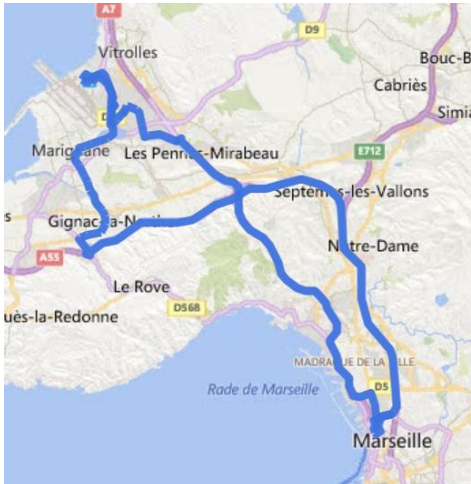 A7
Vitrolles
D9
Bouc-B
Cabriès
Simia
D
Marignane
Les Pennes-Mirabeau
E712
Septèmes-les-Vallons
s
Gignac-la-Nerthe
Notre-Dame
A55
Le Rove
D568
uès-la-Redonne
MADRAGUE DE LA VILLE
Rade de Marseille
D5
Marseille